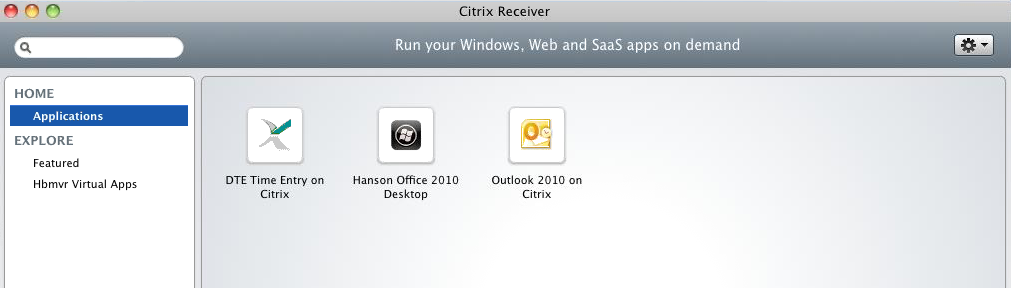 Citrix Receiver
Run your Windows, Web and SaaS apps on demand
HOME
Applications
EXPLORE
Featured
Hbmvr Virtual Apps
DTE Time Entry on
Citrix
Hanson Office 2010
Desktop
Outlook 2010 on
Citrix